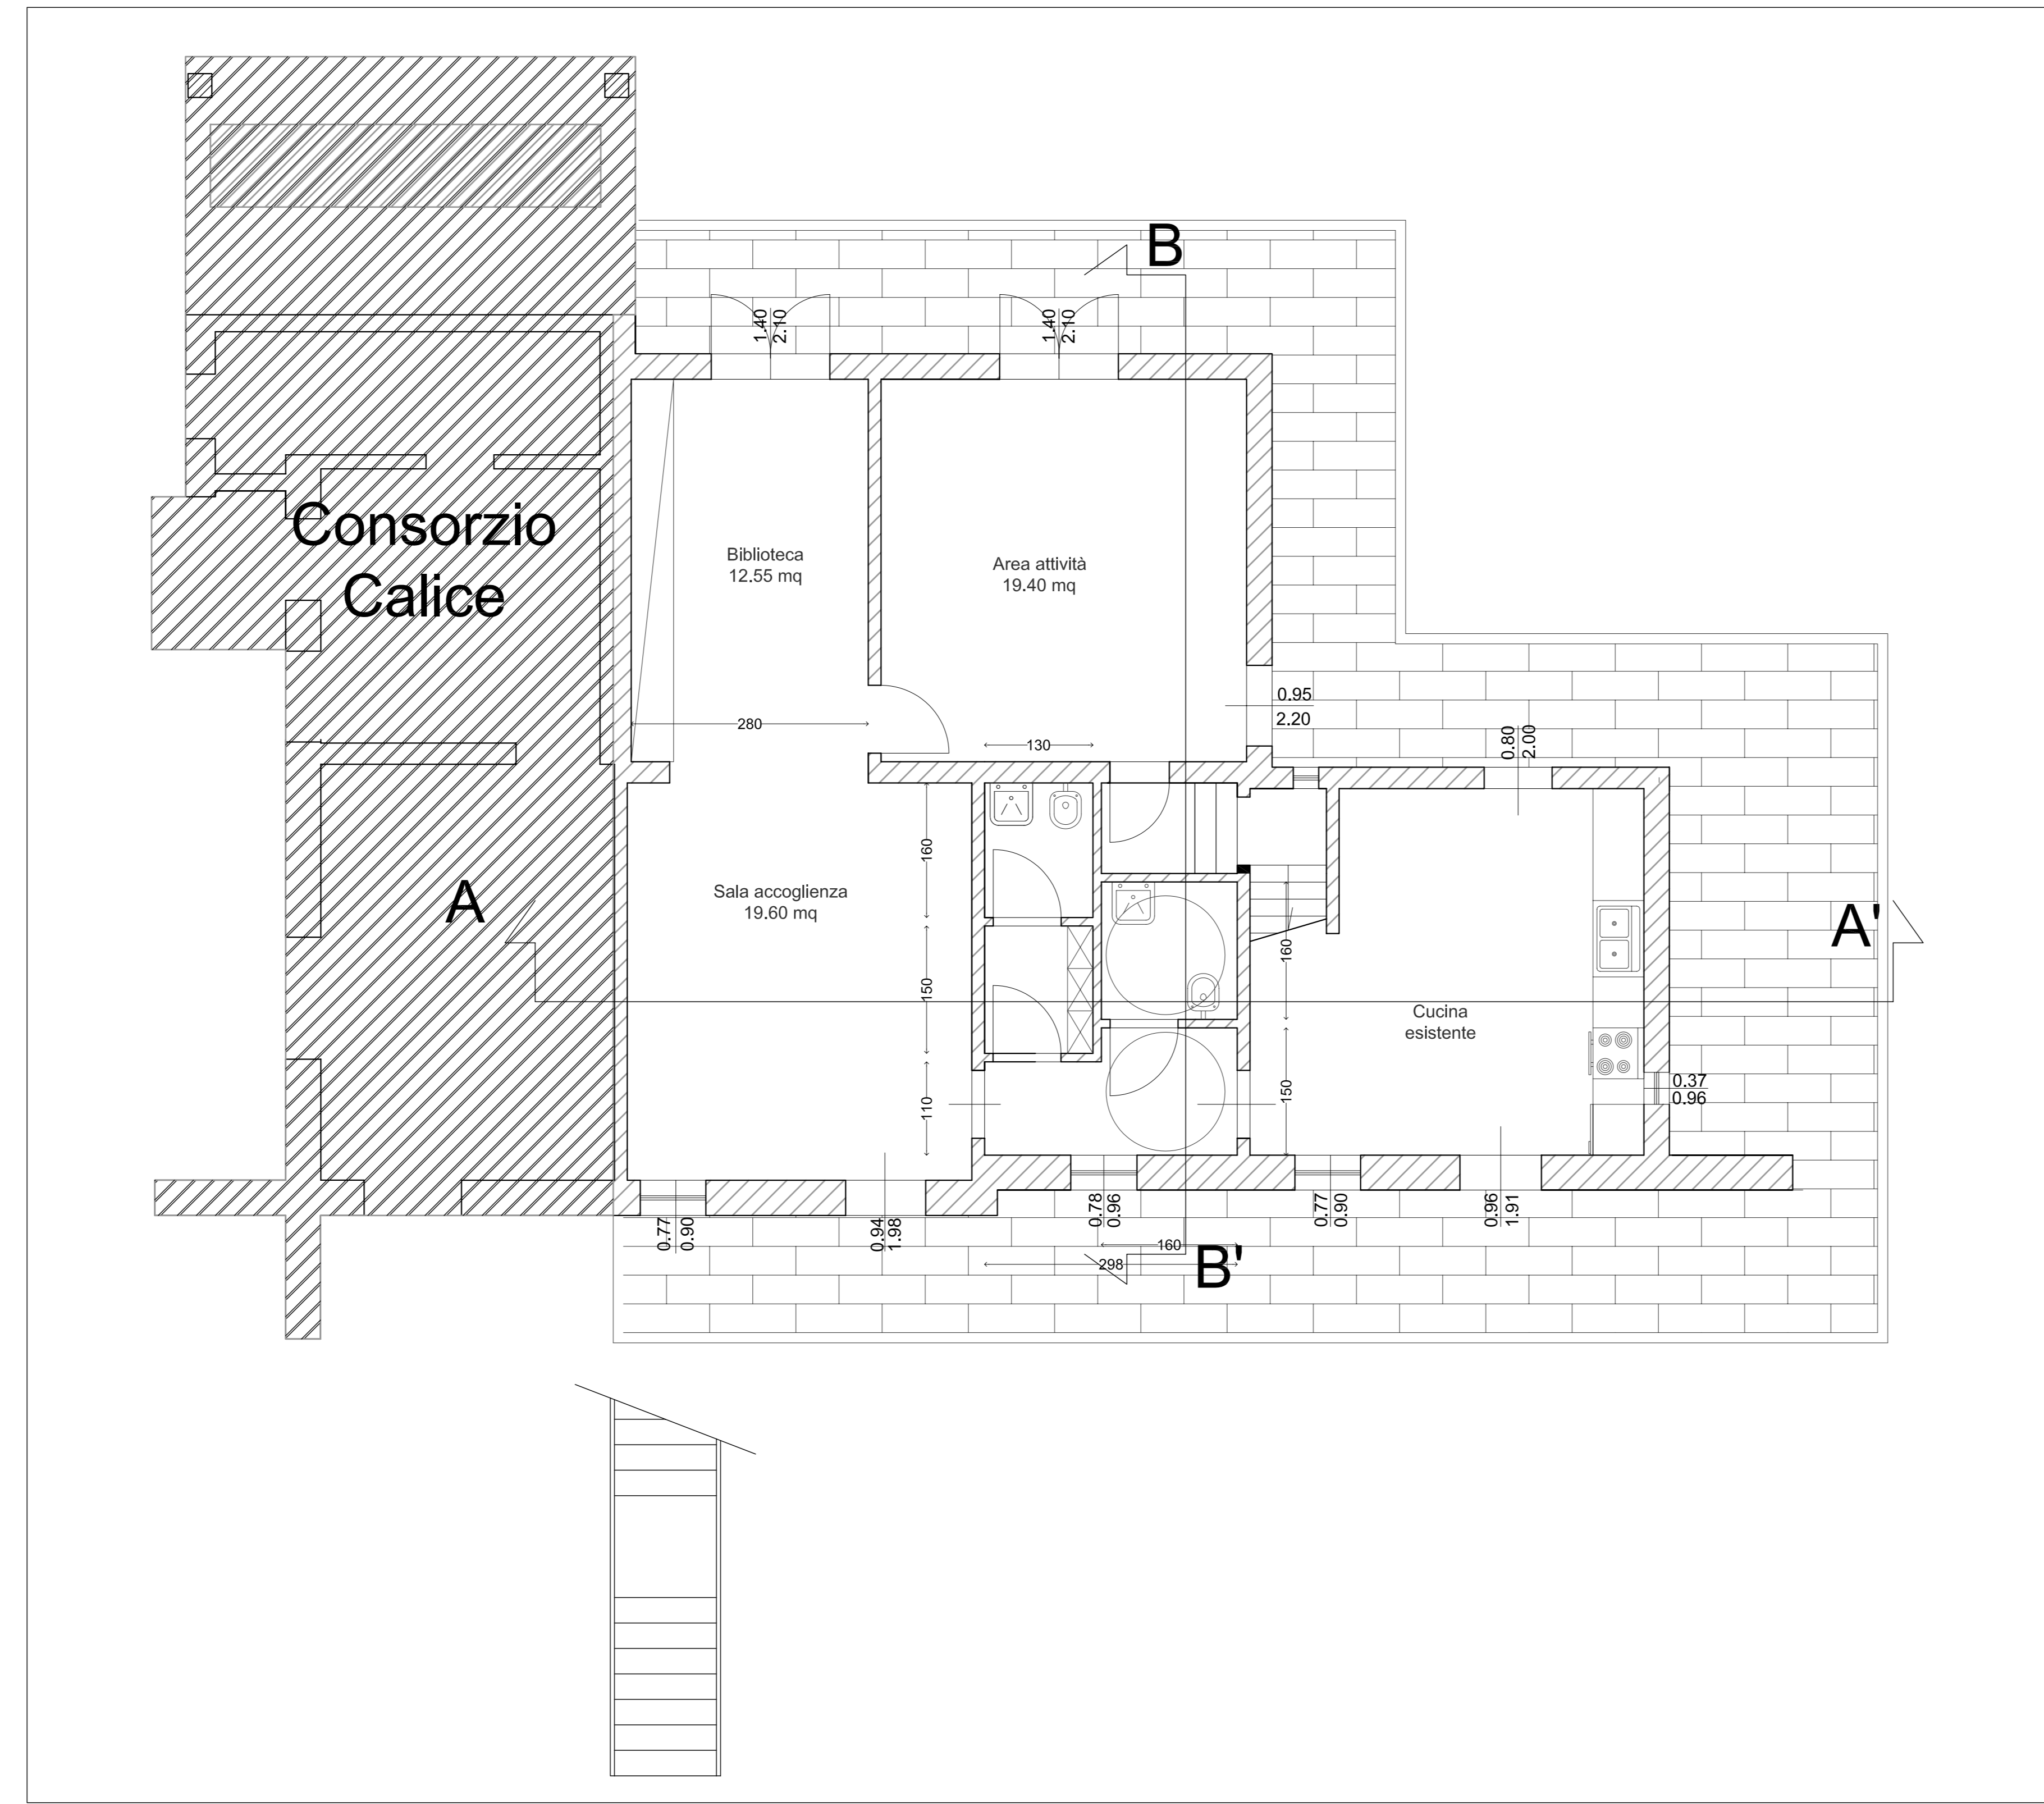 B
1.40
2.10
1.40
2.10
Consorzio
Calice
Biblioteca
12.55 mq
Area attività
19.40 mq
0.95
2.20
280
130
0.80
2.00
160
Sala accoglienza
19.60 mq
A
A'
160
150
Cucina
esistente
0.37
0.96
110
150
0.77
0.90
0.94
1.98
0.78
0.96
0.77
0.90
0.96
1.91
160
298
B'